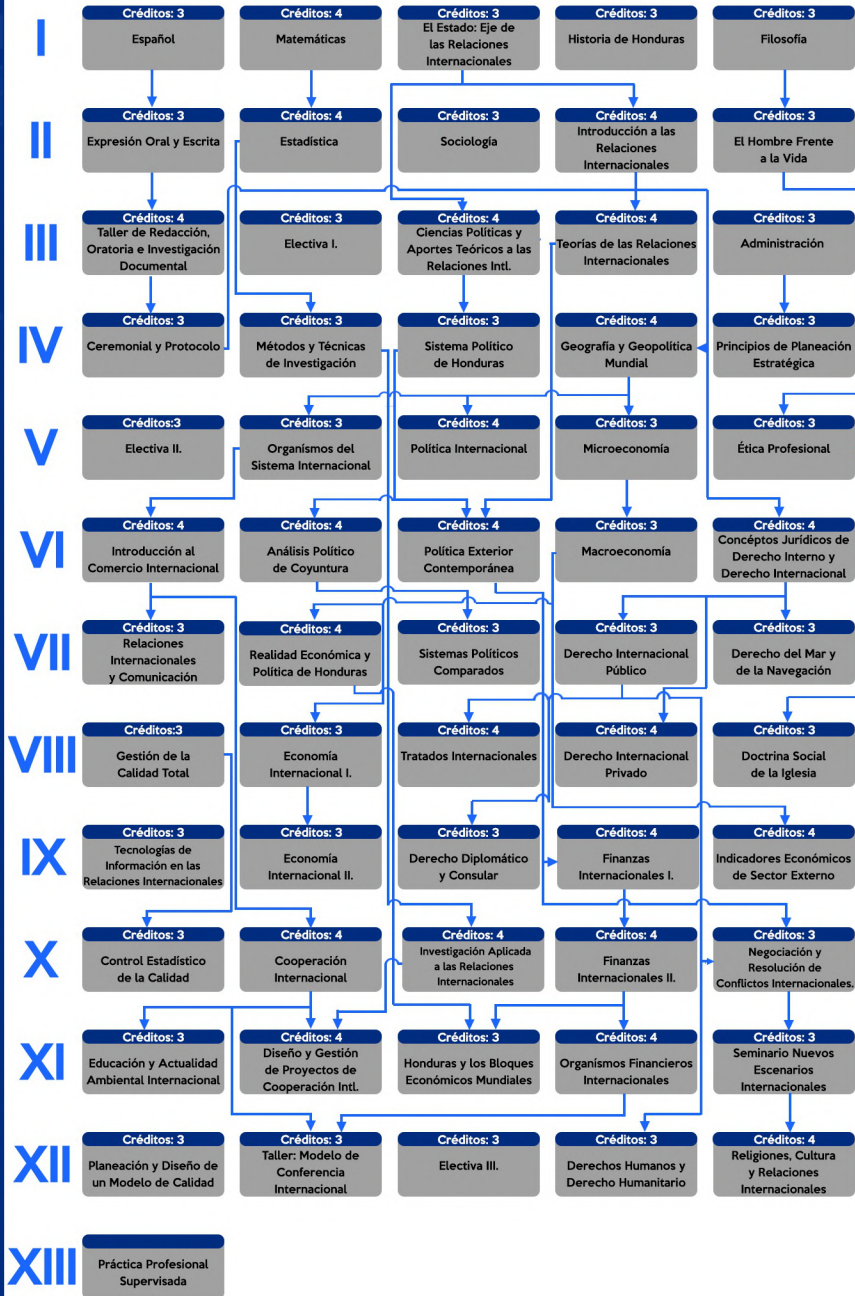 I
Créditos: 3
Español
Créditos: 4
Matemáticas
Créditos: 3
El Estado: Eje de
las Relaciones
Internacionales
Créditos: 3
Historia de Honduras
Créditos: 3
Filosofía
II
Créditos: 3
Expresión Oral y Escrita
Créditos: 4
Estadística
Créditos: 3
Sociología
Créditos: 4
Introducción a las
Relaciones
Internacionales
Créditos: 3
El Hombre Frente
a la Vida
III
Créditos: 4
Taller de Redacción,
Oratoria e Investigación
Documental
Créditos: 3
Electiva I.
Créditos: 4
Ciencias Políticas y
Aportes Teóricos a las
Relaciones Intl.
Créditos: 4
Teorías de las Relaciones
Internacionales
Créditos: 3
Administración
IV
Créditos: 3
Ceremonial y Protocolo
Créditos: 3
Métodos y Técnicas
de Investigación
Créditos: 3
Sistema Político
de Honduras
Créditos: 4
Geografía y Geopolítica
Mundial
Créditos: 3
Principios de Planeación
Estratégica
V
Créditos:3
Electiva II.
Créditos: 3
Organísmos del
Sistema Internacional
Créditos: 4
Política Internacional
Créditos: 3
Microeconomía
Créditos: 3
Ética Profesional
VI
Créditos: 4
Introducción al
Comercio Internacional
Créditos: 4
Análisis Político
de Coyuntura
Créditos: 4
Política Exterior
Contemporánea
Créditos: 3
Macroeconomía
Créditos: 4
Concéptos Jurídicos de
Derecho Interno y
Derecho Internacional
VII
Créditos: 3
Relaciones
Internacionales
y Comunicación
Créditos: 4
Realidad Económica y
Política de Honduras
Créditos: 3
Sistemas Políticos
Comparados
Créditos: 3
Derecho Internacional
Público
Créditos: 3
Derecho del Mar y
de la Navegación
VIII
Créditos:3
Gestión de la
Calidad Total
Créditos: 3
Economía
Internacional I.
Créditos: 4
Tratados Internacionales
Créditos: 4
Derecho Internacional
Privado
Créditos: 3
Doctrina Social
de la Iglesia
IX
Créditos: 3
Tecnologías de
Información en las
Relaciones Internacionales
Créditos: 3
Economía
Internacional II.
Créditos: 3
Derecho Diplomático
y Consular
Créditos: 4
Finanzas
Internacionales I.
Créditos: 4
Indicadores Económicos
de Sector Externo
X
Créditos: 3
Control Estadístico
de la Calidad
Créditos: 4
Cooperación
Internacional
Créditos: 4
Investigación Aplicada
a las Relaciones
Internacionales
Créditos: 4
Finanzas
Internacionales II.
Créditos: 3
Negociación y
Resolución de
Conflictos Internacionales.
XI
Créditos: 3
Educación y Actualidad
Ambiental Internacional
Créditos: 4
Diseño y Gestión
de Proyectos de
Cooperación Intl.
Créditos: 3
Honduras y los Bloques
Económicos Mundiales
Créditos: 4
Organísmos Financieros
Internacionales
Créditos: 3
Seminario Nuevos
Escenarios
Internacionales
XII
Créditos: 3
Planeación y Diseño de
un Modelo de Calidad
Créditos: 3
Taller: Modelo de
Conferencia
Internacional
Créditos: 3
Electiva III.
Créditos: 3
Derechos Humanos y
Derecho Humanitario
Créditos: 4
Religiones, Cultura
y Relaciones
Internacionales
XIII
Práctica Profesional
Supervisada